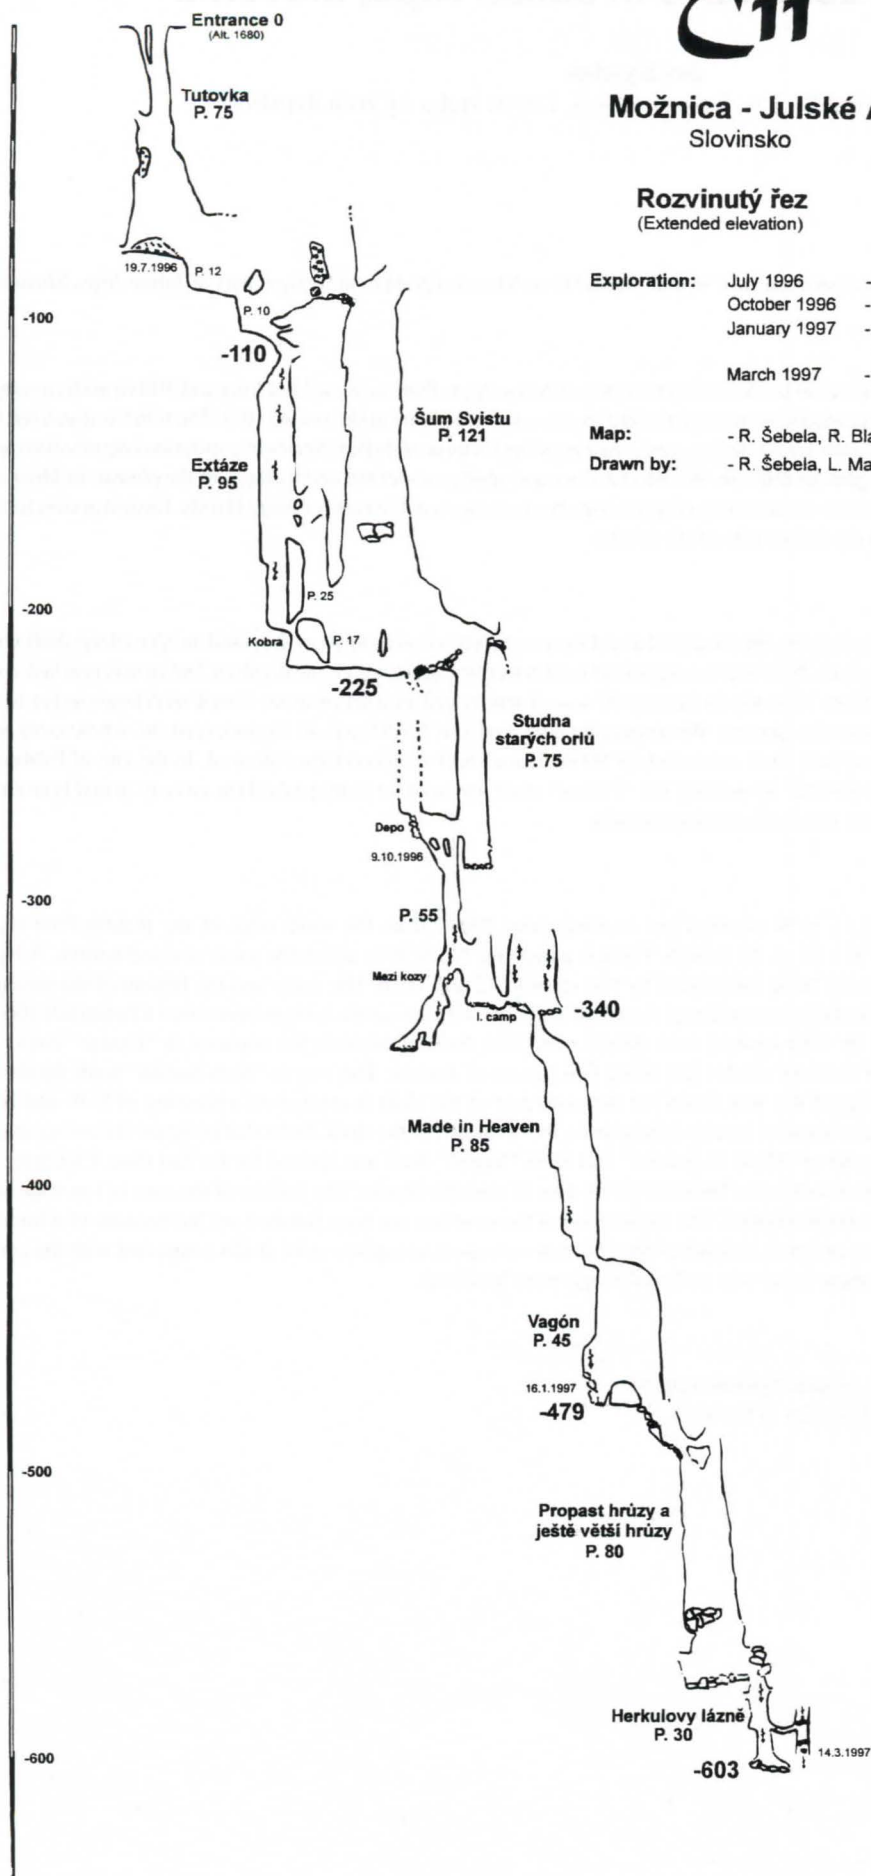 Entrance 0
(Alt. 1680)
C11
Tutovka
P. 75
Možnica - Julské
Slovinsko
Rozvinutý řez
(Extended elevation)
19.7.1996
P. 12
P. 10
Exploration: July 1996 -
October 1996 -
January 1997 -
March 1997 -
-100
-110
Šum Svistu
P. 121
Map: - R. Šebela, R.
Drawn by: - R. Šebela, L.
Extáze
P. 95
P. 25
-200
Kobra
P. 17
-225
Studna
starých orlů
P. 75
Depo
9.10.1996
-300
P. 55
Mezi kozy
I. camp
-340
Made in Heaven
P. 85
-400
Vagón
P. 45
16.1.1997
-479
-500
Propast hrůzy a
ještě větší hrůzy
P. 80
Herkulovy lázně
P. 30
14.3.1997
-600
-603